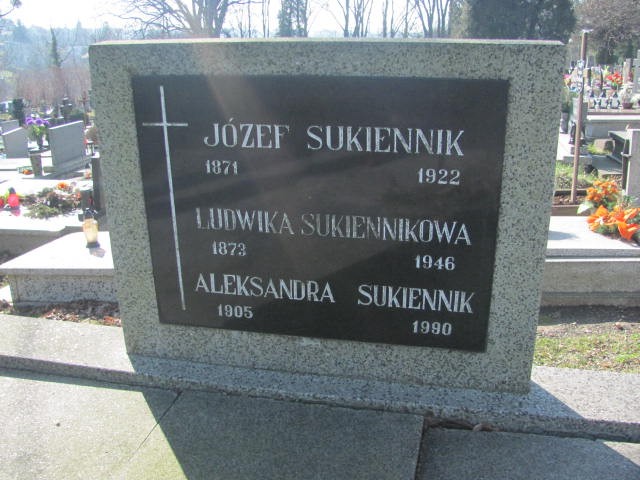 JÓZEF SUKIENNIK
1871 1922
LUDWIKA SUKIENNIKOWA
1873 1946
ALEKSANDRA SUKIENNIK
1905 1990